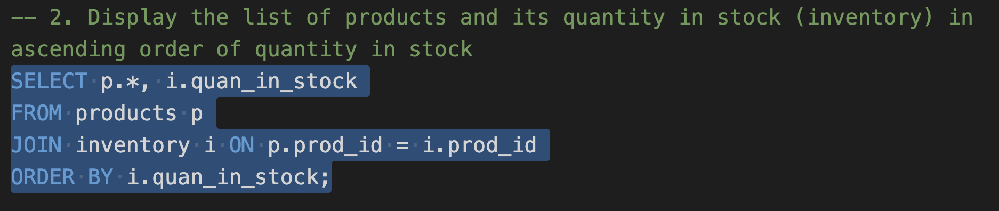 -- 2. Display the list of products and its quantity in stock (inventory) in
ascending order of quantity in stock
SELECT p.*, i.quan_in_stock
FROM products p
JOIN inventory i ON p.prod_id = i.prod_id
ORDER BY i.quan_in_stock;